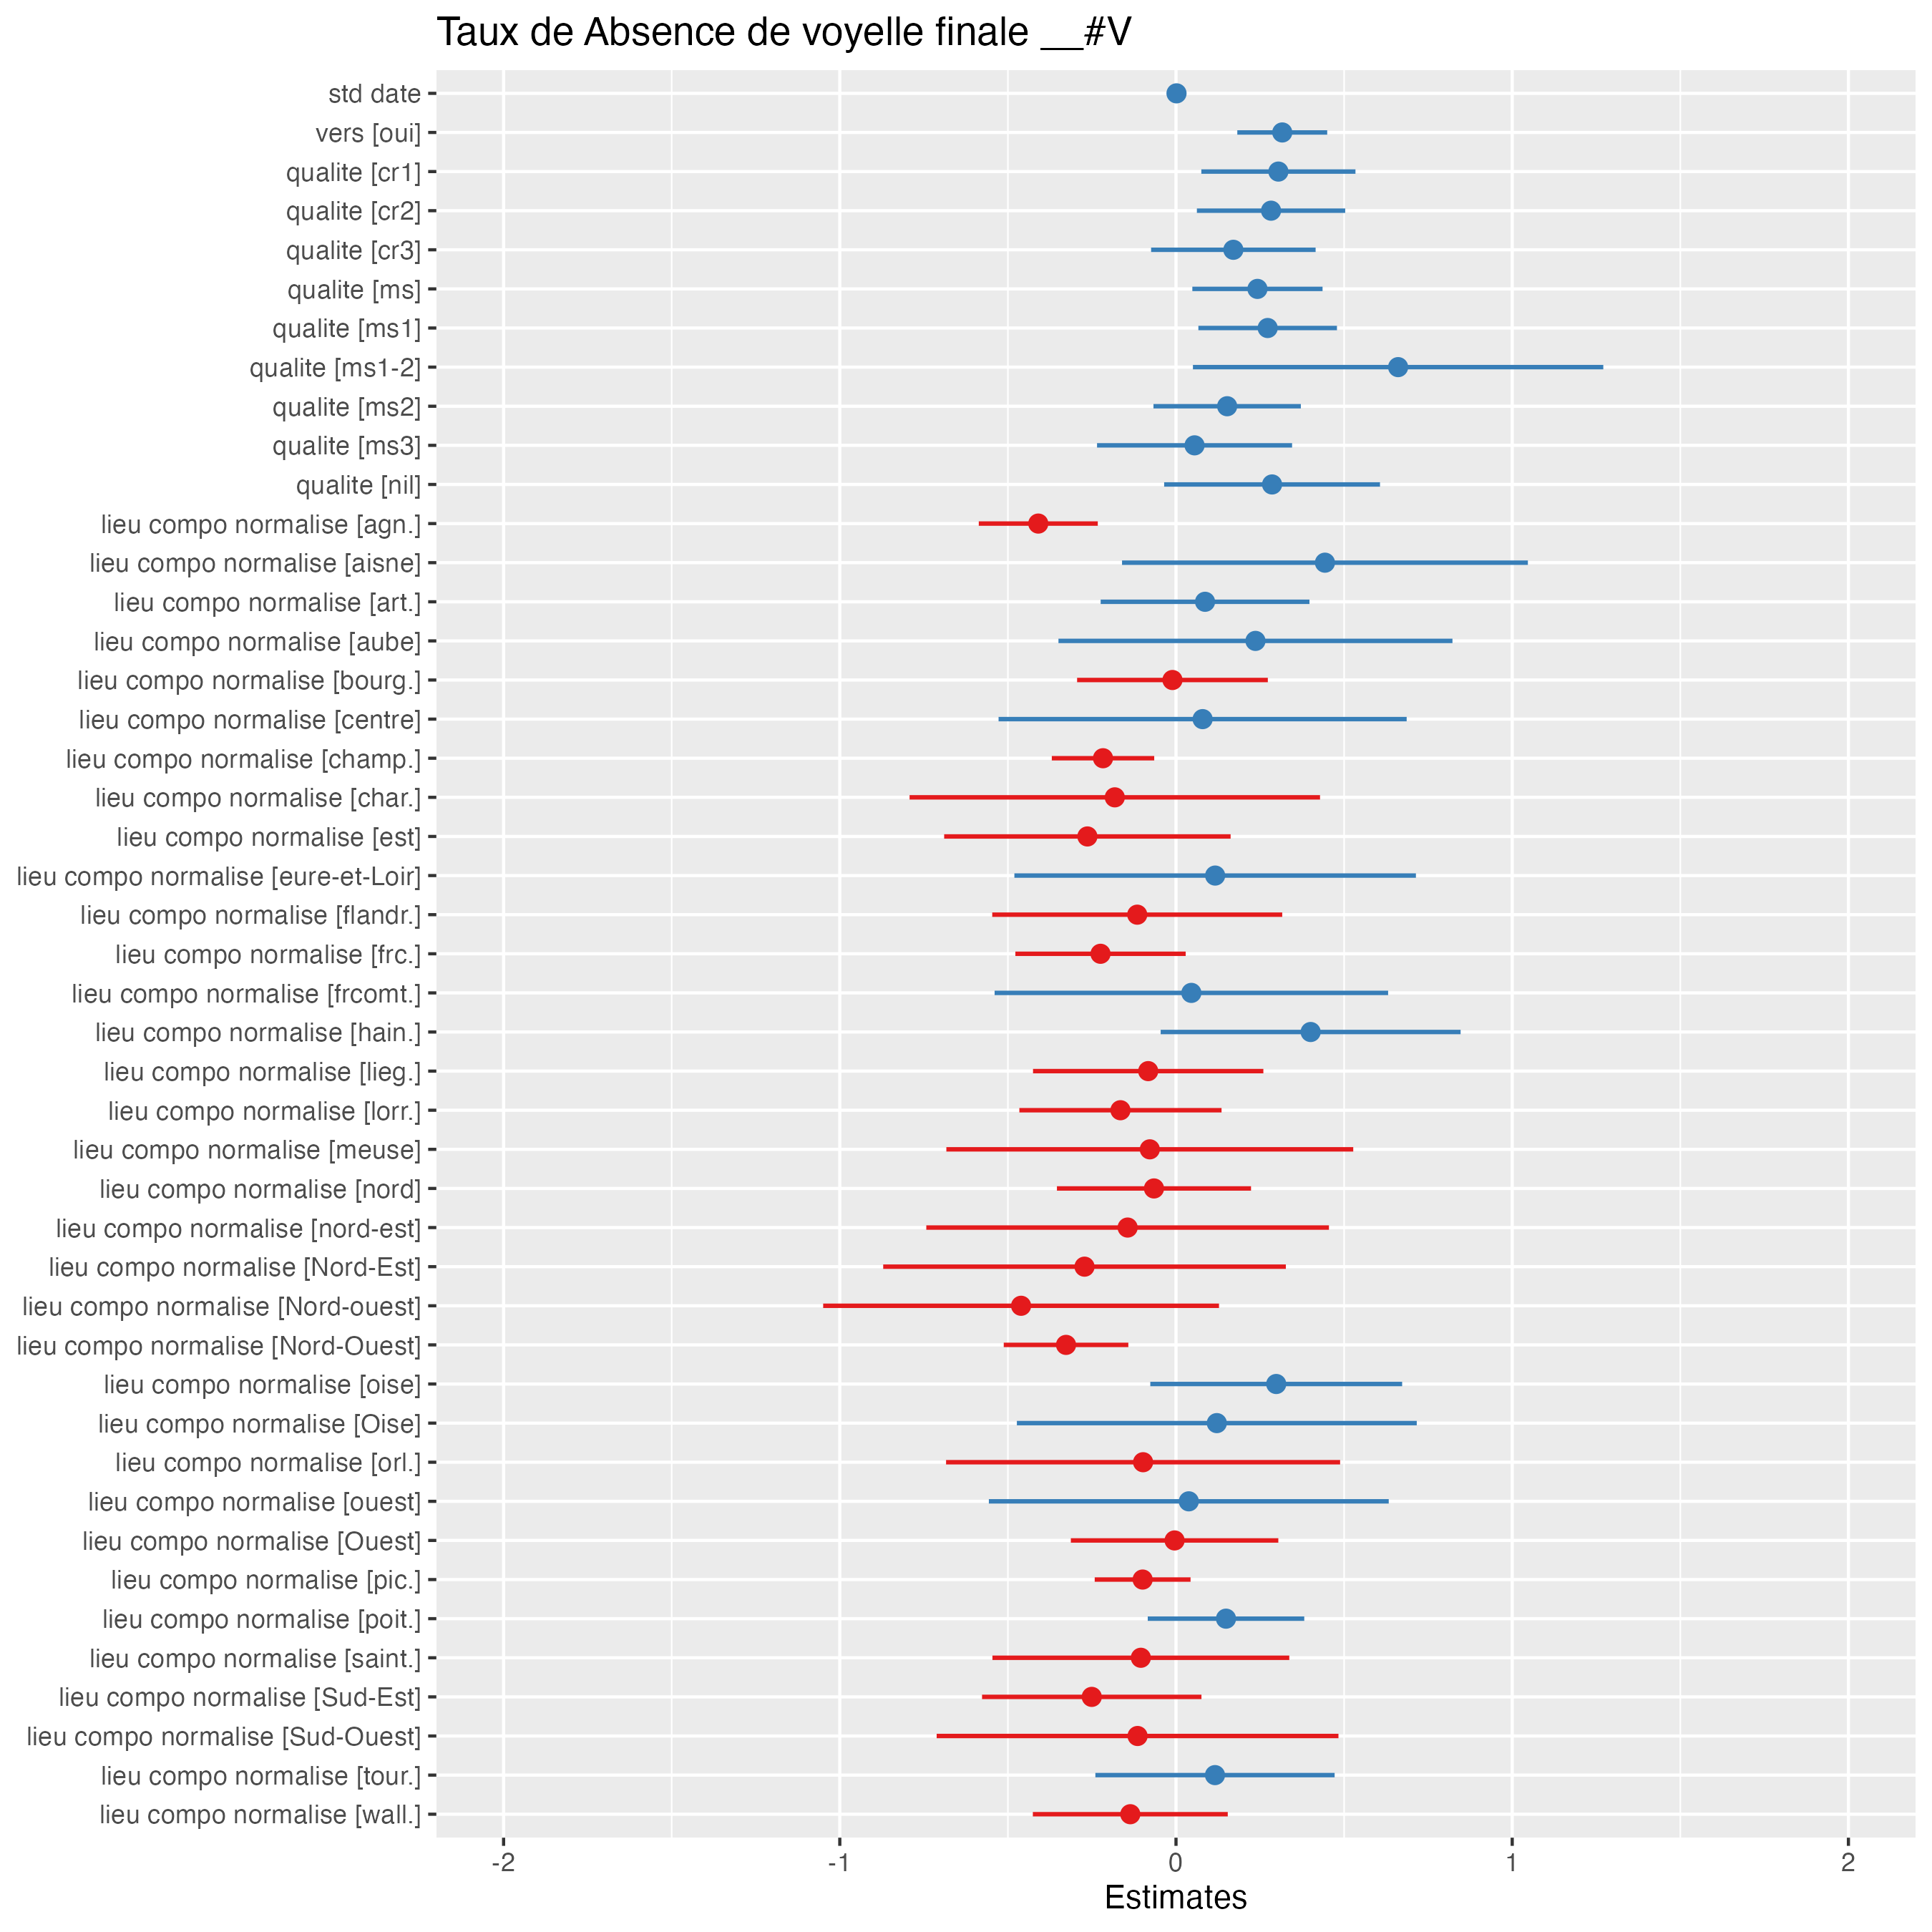 Taux de Absence de voyelle finale __#V
std date
vers [oui]
qualite [cr1]
qualite [cr2]
qualite [cr3]
qualite [ms]
qualite [ms1]
qualite [ms1-2]
qualite [ms2]
qualite [ms3]
qualite [nil]
lieu compo normalise [agn.]
lieu compo normalise [aisne]
lieu compo normalise [art.]
lieu compo normalise [aube]
lieu compo normalise [bourg.]
lieu compo normalise [centre]
lieu compo normalise [champ.]
lieu compo normalise [char.]
lieu compo normalise [est]
lieu compo normalise [eure-et-Loir]
lieu compo normalise [flandr.]
lieu compo normalise [frc.]
lieu compo normalise [frcomt.]
lieu compo normalise [hain.]
lieu compo normalise [lieg.]
lieu compo normalise [lorr.]
lieu compo normalise [meuse]
lieu compo normalise [nord]
lieu compo normalise [nord-est]
lieu compo normalise [Nord-Est]
lieu compo normalise [Nord-ouest]
lieu compo normalise [Nord-Ouest]
lieu compo normalise [oise]
lieu compo normalise [Oise]
lieu compo normalise [orl.]
lieu compo normalise [ouest]
lieu compo normalise [Ouest]
lieu compo normalise [pic.]
lieu compo normalise [poit.]
lieu compo normalise [saint.]
lieu compo normalise [Sud-Est]
lieu compo normalise [Sud-Ouest]
lieu compo normalise [tour.]
lieu compo normalise [wall.]
-2 -1 0 1 2
Estimates